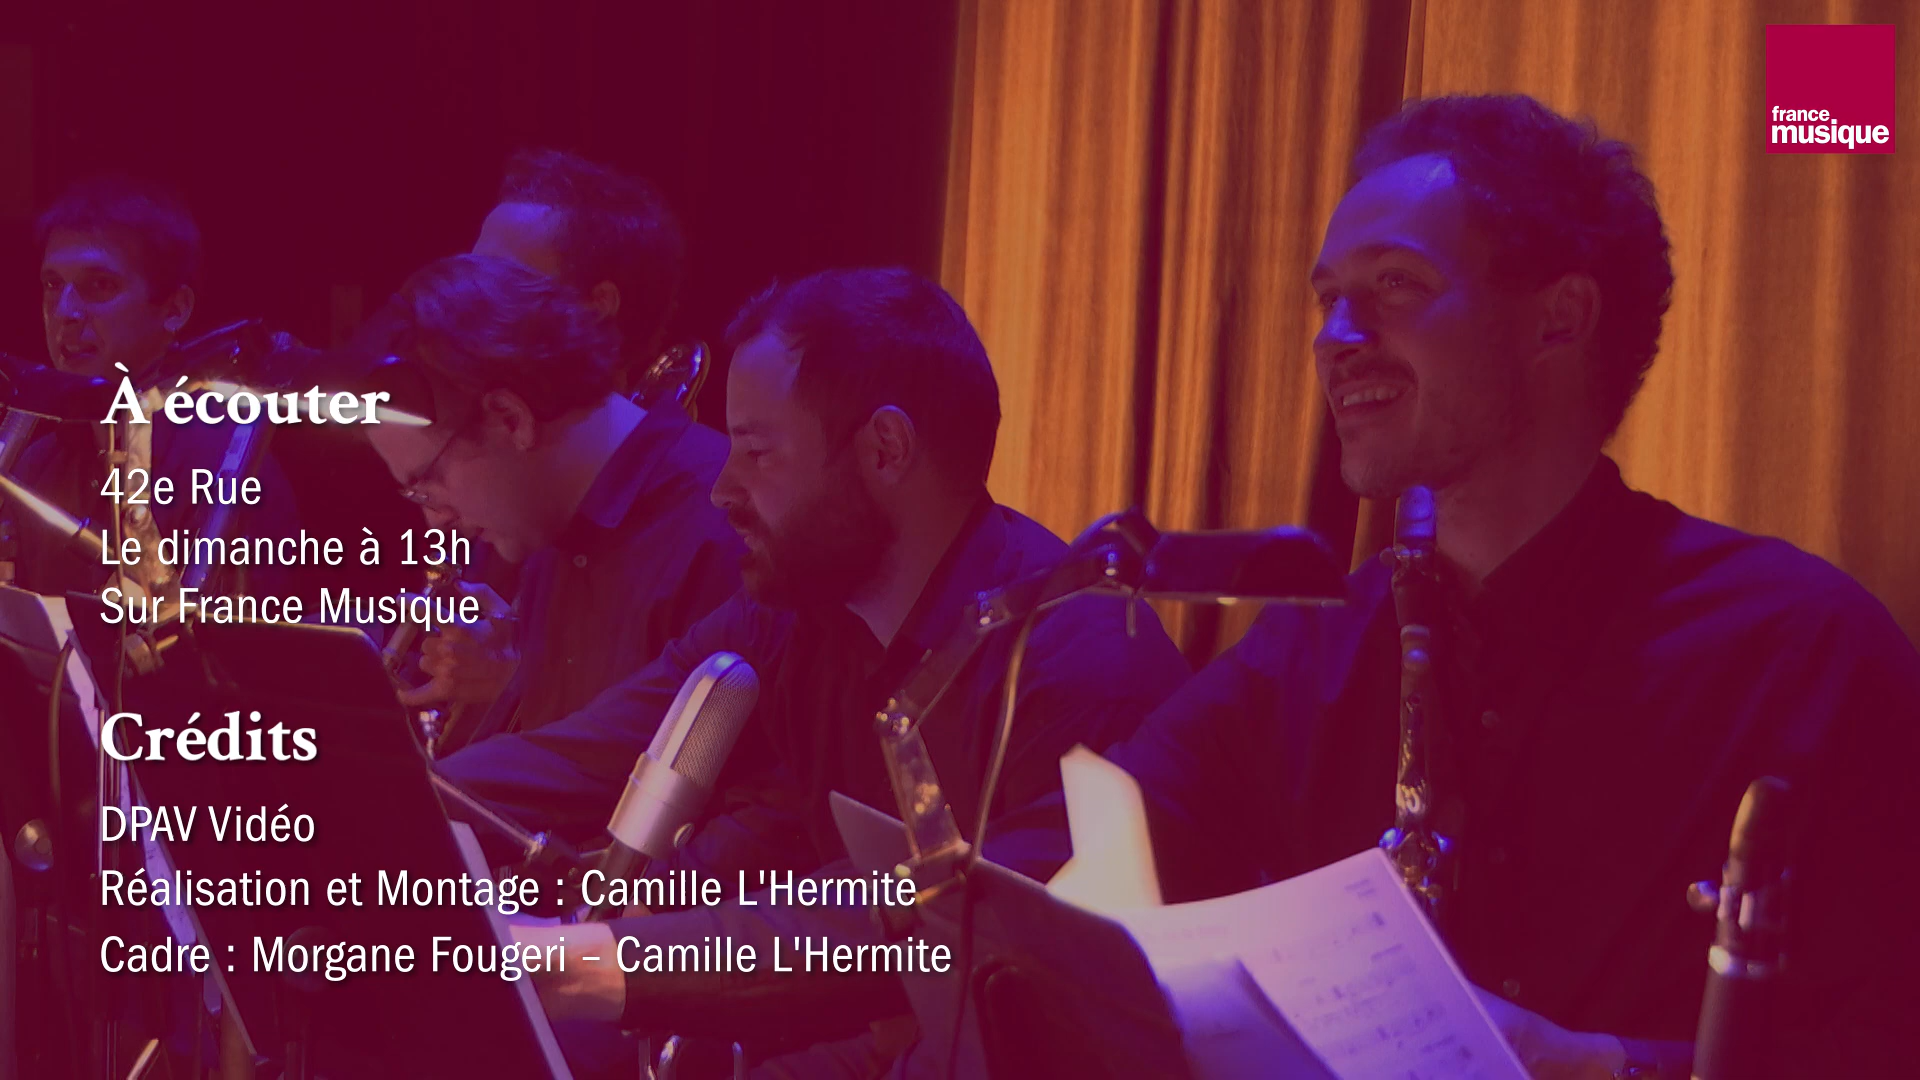 france
musique
À écouter
42e Rue
Le dimanche à 13h
Sur France Musique
Crédits
DPAV Vidéo
Réalisation et Montage : Camille L'Hermite
Cadre : Morgane Fougeri – Camille L'Hermite